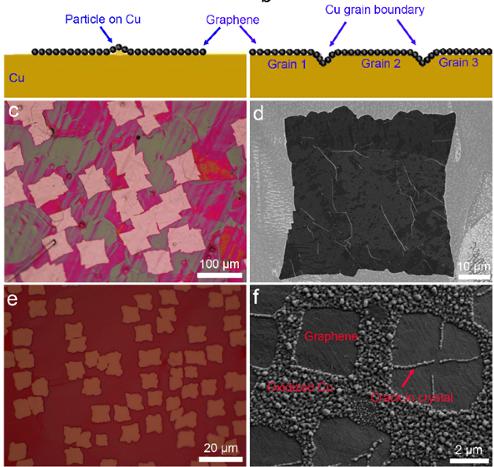 b
Particle on Cu
Graphene
Cu grain boundary
Grain 1
Grain 2
Grain 3
Cu
c
100 µm
d
10 µm
e
20 µm
f
Graphene
Oxidized Cu
Crack in crystal
2 µm